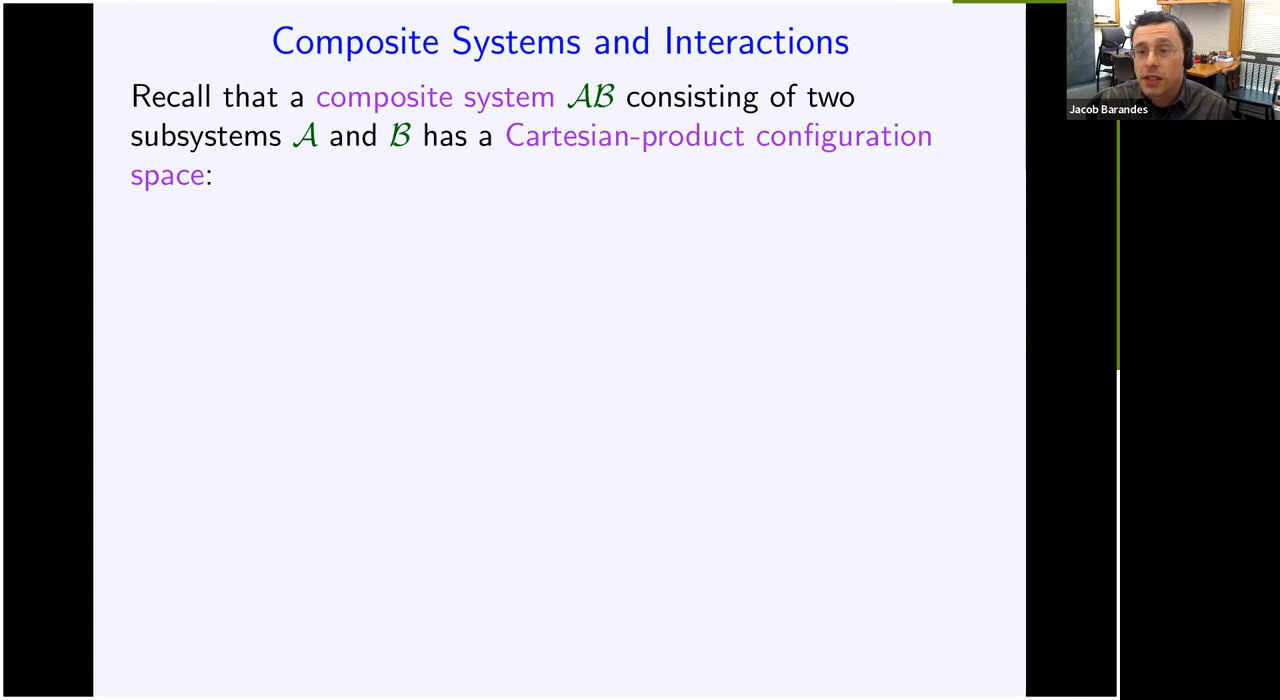 Composite Systems and Interactions
Recall that a composite system 𝒜ℬ consisting of two
subsystems 𝒜 and ℬ has a Cartesian-product configuration
space:
Jacob Barandes